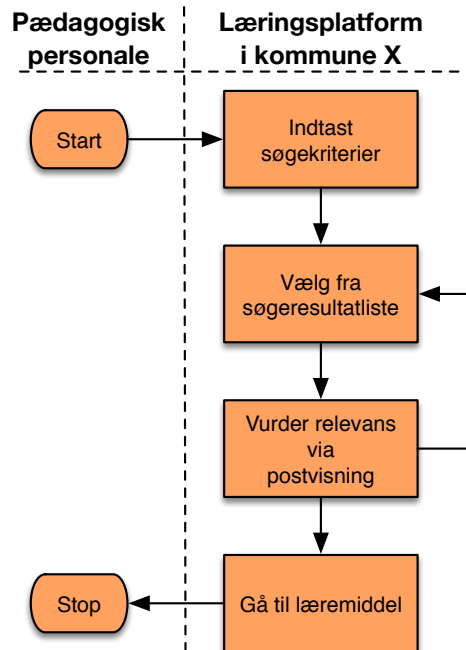 Pædagogisk
personale
Læringsplatform
i kommune X
Start
Indtast
søgekriterier
Vælg fra
søgeresultatliste
Vurder relevans
via
postvisning
Stop
Gå til læremiddel